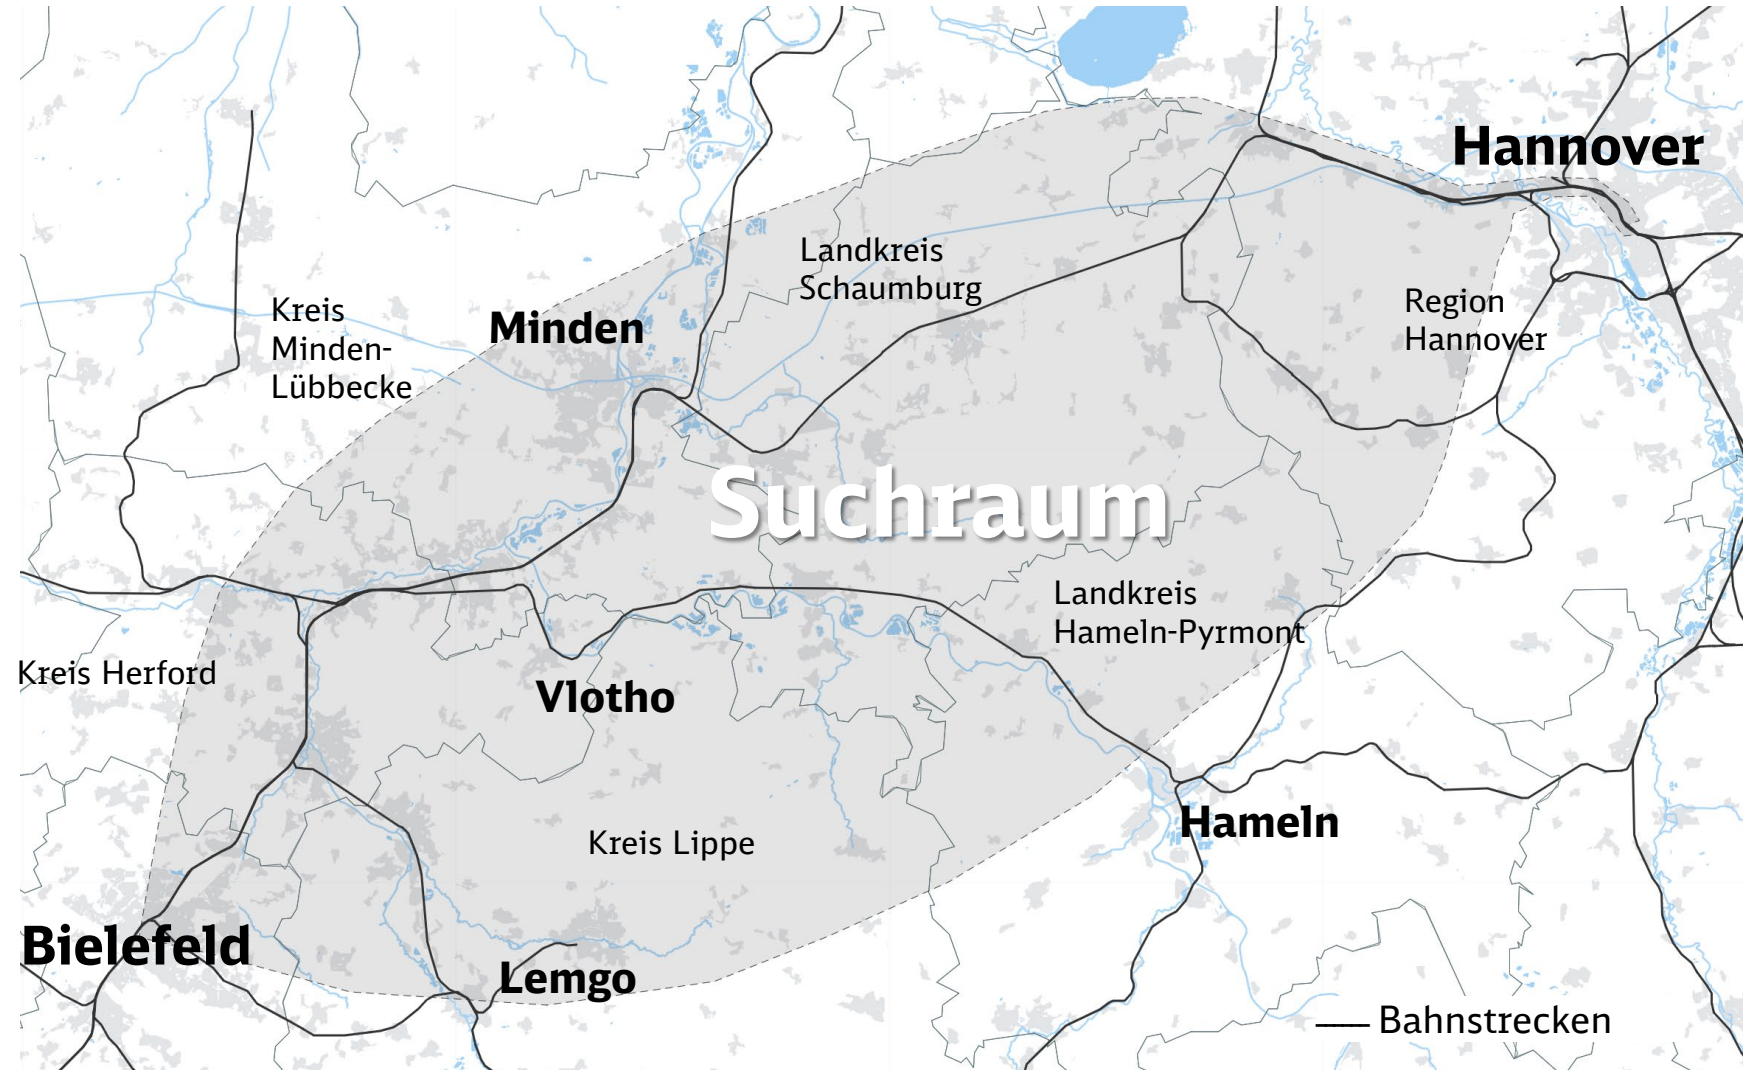 Hannover
Landkreis
Schaumburg
Kreis
Minden-
Lübbecke
Minden
Region
Hannover
Suchraum
Landkreis
Hameln-Pyrmont
Kreis Herford
Vlotho
Hameln
Kreis Lippe
Bielefeld
Lemgo
Bahnstrecken